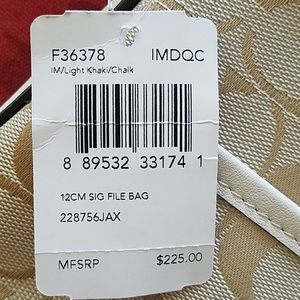 F36378 IMDQC
IM/Light Khaki/Chalk
8 89532 33174 1
12CM SIG FILE BAG
228756JAX
MFSRP $225.00